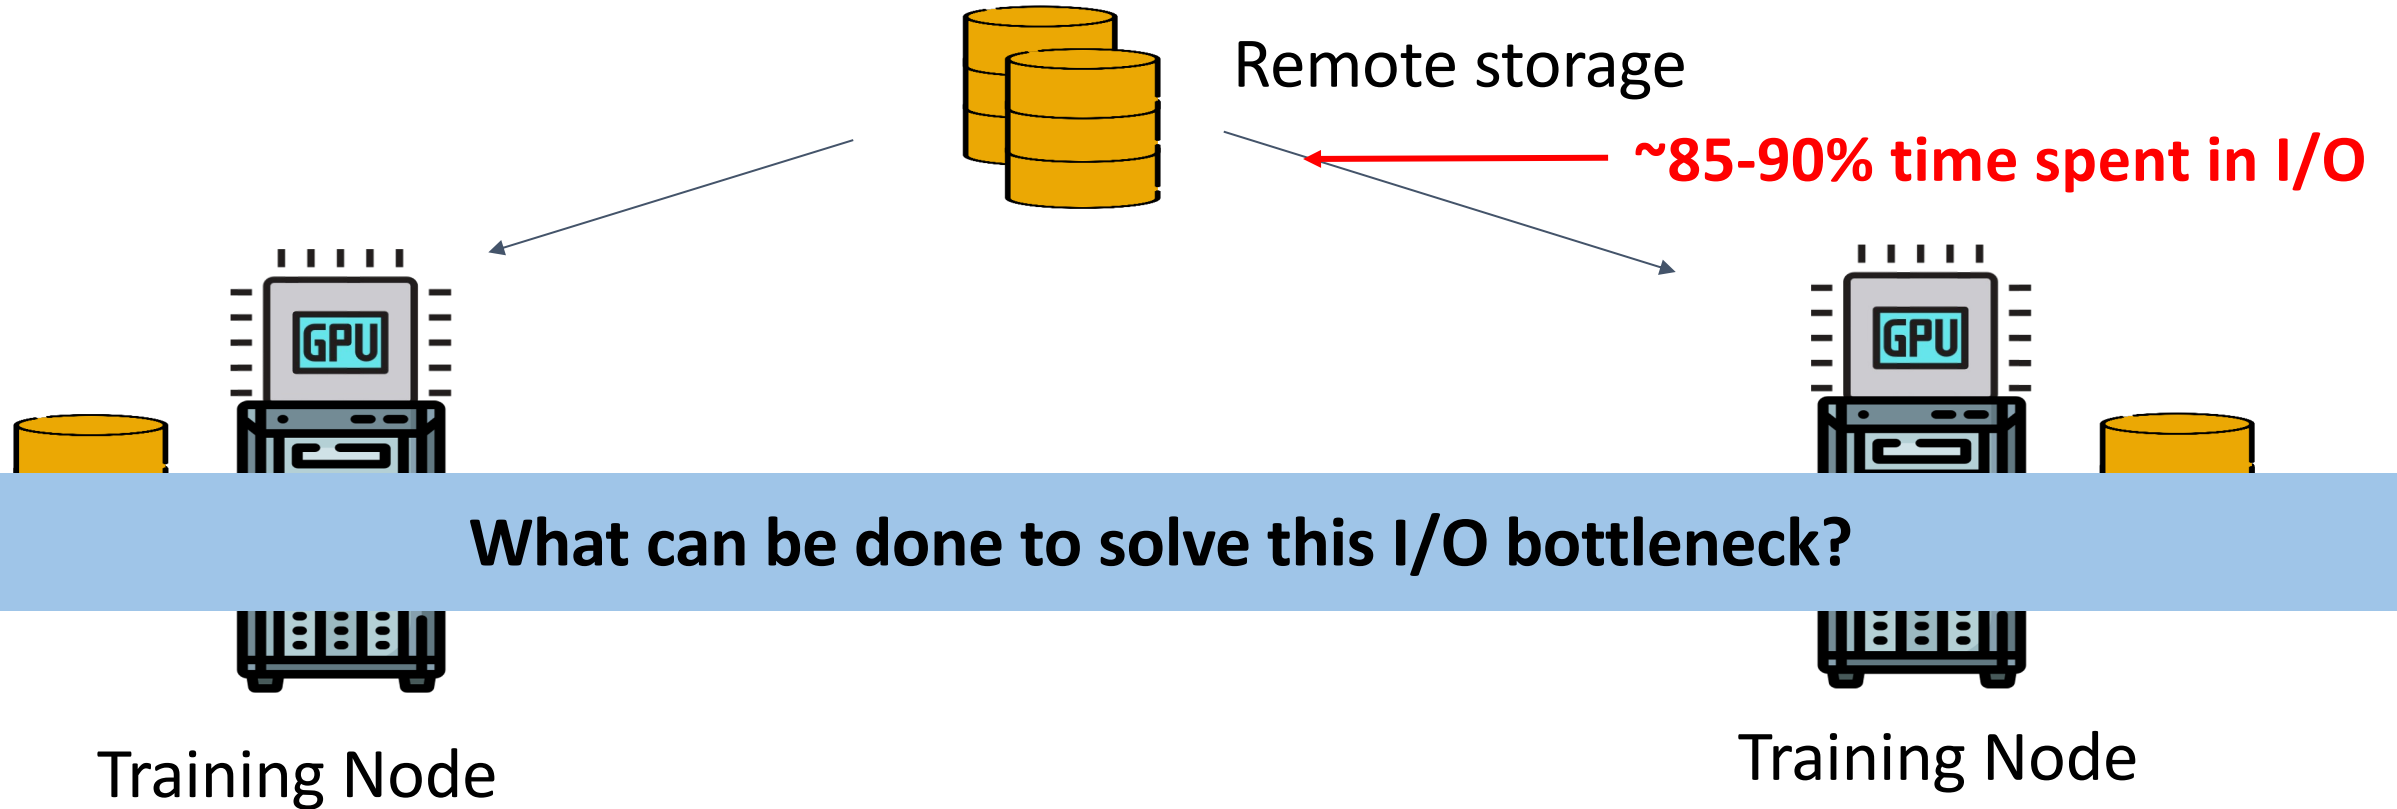 Remote storage
~85-90% time spent in I/O
GPU
GPU
What can be done to solve this I/O bottleneck?
Training Node
Training Node